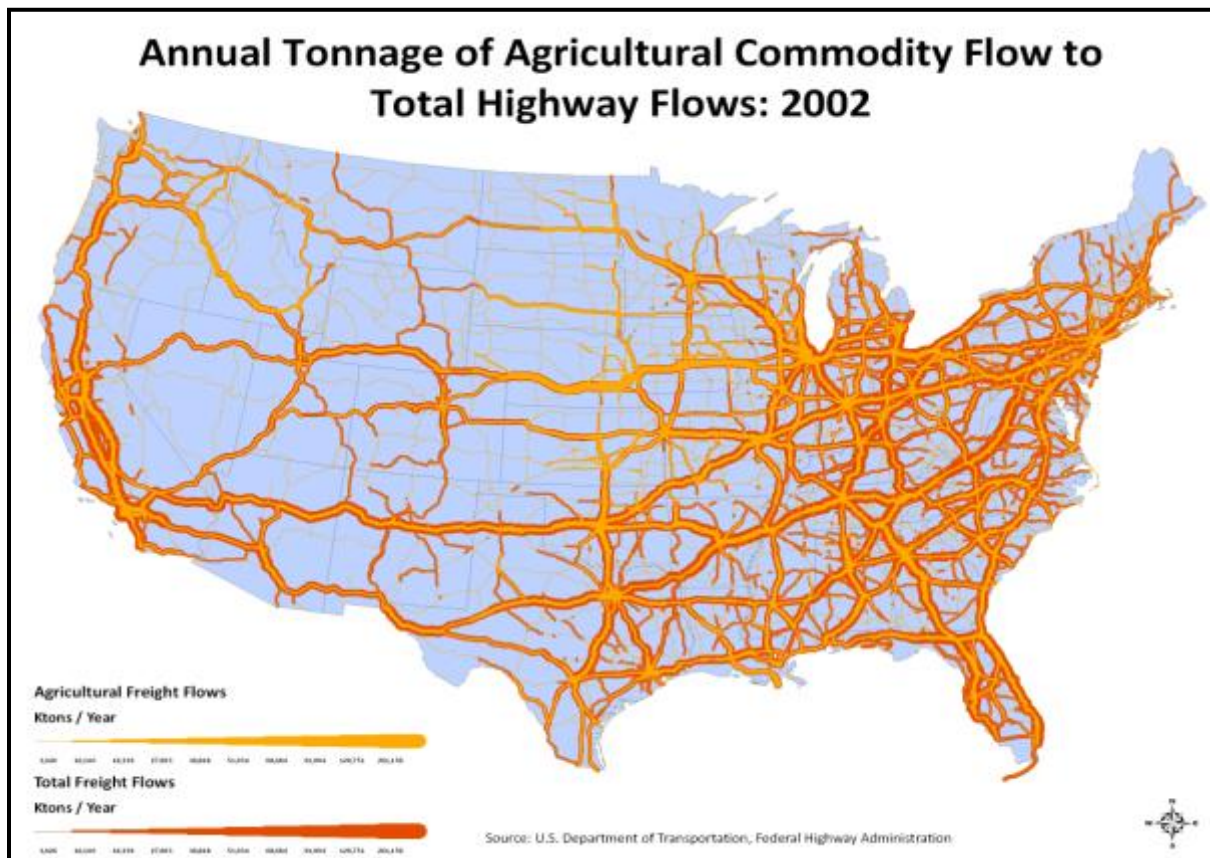 Annual Tonnage of Agricultural Commodity Flow to
Total Highway Flows: 2002
Agricultural Freight Flows
Ktons / Year
Total Freight Flows
Ktons / Year
Source: U.S. Department of Transportation, Federal Highway Administration
N
W
E
S